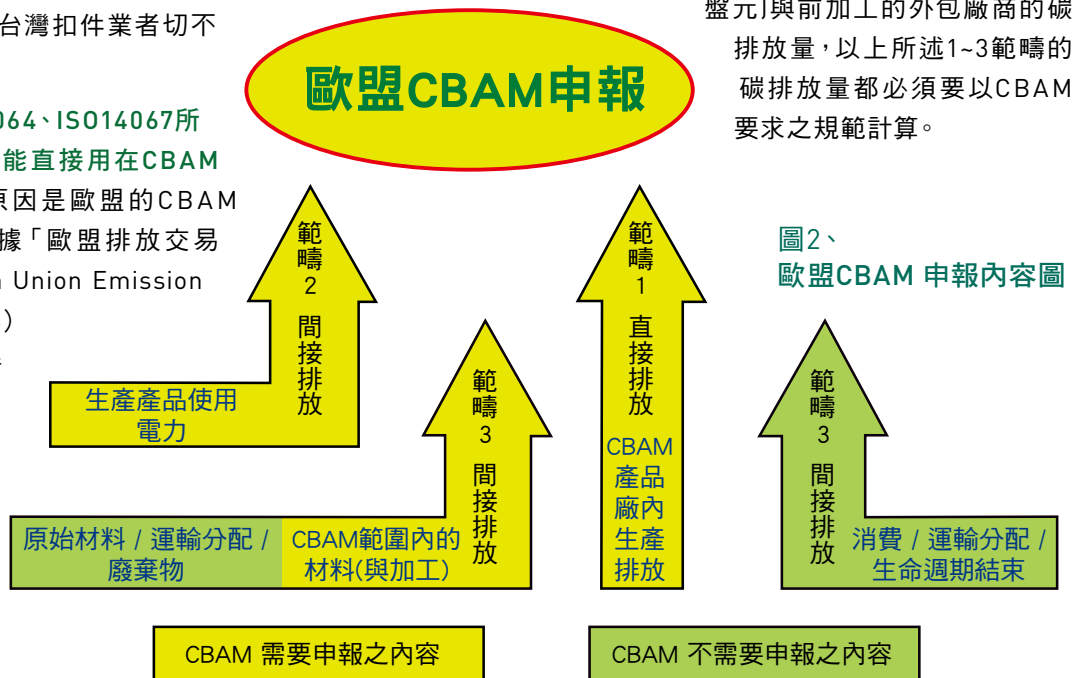 台灣扣件業者切不
064、ISO14067所
能直接用在CBAM
原因是歐盟的CBAM
據「歐盟排放交易
n Union Emission
)
盤元)與前加工的外包廠商的碳
排放量，以上所述1~3範疇的
碳排放量都必須要以CBAM
要求之規範計算。
歐盟CBAM申報
圖2、
歐盟CBAM 申報內容圖
範疇2 間接排放
生產產品使用
電力
範疇3 間接排放
原始材料 / 運輸分配 /
廢棄物
CBAM範圍內的
材料(與加工)
範疇1 直接排放
CBAM
產品
廠內
生產
排放
範疇3 間接排放
消費 / 運輸分配 /
生命週期結束
CBAM 需要申報之內容
CBAM 不需要申報之內容